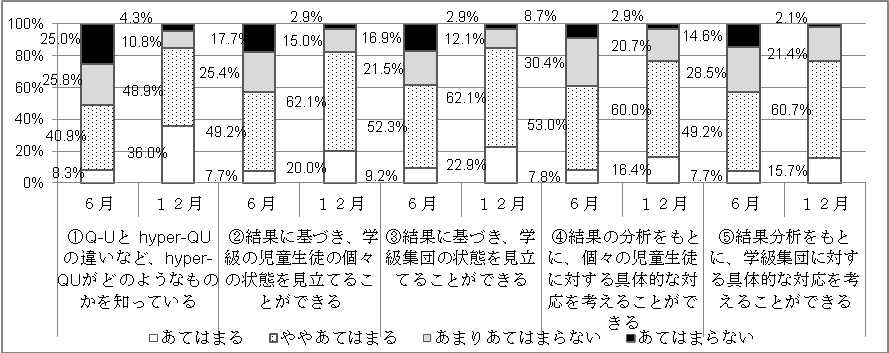 4.3% 2.9% 2.9% 8.7% 2.9% 2.1%
100% 25.0% 10.8% 17.7% 15.0% 16.9% 12.1% 20.7% 14.6% 21.4%
80%
25.8% 48.9% 25.4% 62.1% 21.5% 62.1% 30.4% 60.0% 28.5% 60.7%
60%
40%
40.9% 36.0% 49.2% 20.0% 52.3% 22.9% 53.0% 16.4% 49.2% 15.7%
20%
8.3% 7.7% 9.2% 7.8% 7.7%
0%
6月 12月 6月 12月 6月 12月 6月 12月 6月 12月
①Q-Uと hyper-QU
の違いなど、hyper-
QUがどのようなもの
かを知っている
②結果に基づき、学
級の児童生徒の個々
の状態を見立てるこ
とができる
③結果に基づき、学
級集団の状態を見立
てることができる
④結果の分析をもと
に、個々の児童生徒
に対する具体的な対
応を考えることがで
きる
⑤結果分析をもと
に、学級集団に対す
る具体的な対応を考
えることができる
□あてはまる ▒ややあてはまる □あまりあてはまらない ■あてはまらない